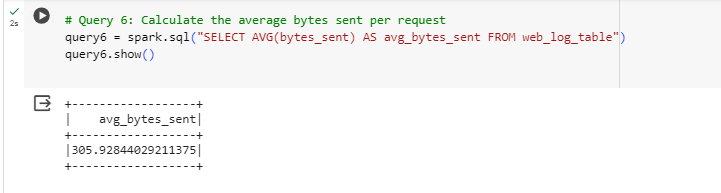 2s
# Query 6: Calculate the average bytes sent per request
query6 = spark.sql("SELECT AVG(bytes_sent) AS avg_bytes_sent FROM web_log_table")
query6.show()
+------------------+
|    avg_bytes_sent|
+------------------+
|305.92844029211375|
+------------------+